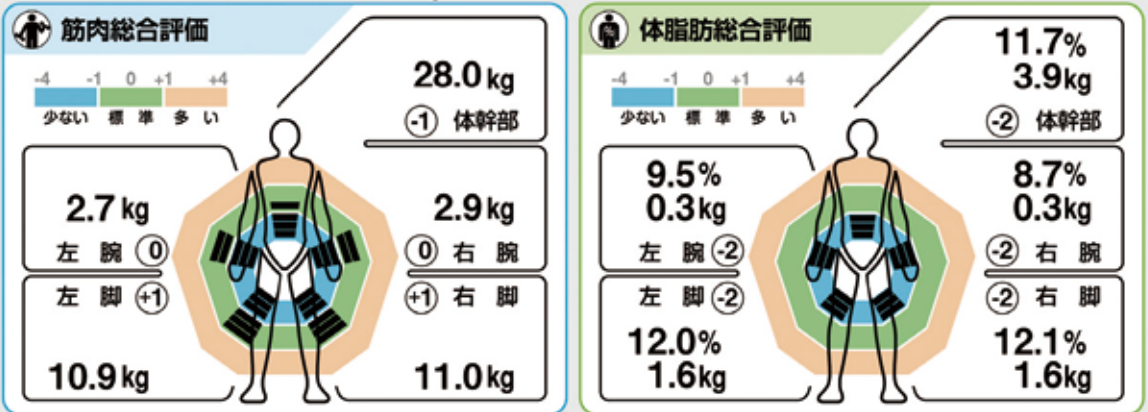 筋肉総合評価
-4 -1 0 +1 +4
少ない 標準 多い
28.0kg
-1 体幹部
2.7kg
左腕 0
2.9kg
0 右腕
左脚 +1
10.9kg
+1 右脚
11.0kg
体脂肪総合評価
-4 -1 0 +1 +4
少ない 標準 多い
11.7%
3.9kg
-2 体幹部
9.5%
0.3kg
左腕 -2
8.7%
0.3kg
-2 右腕
左脚 -2
12.0%
1.6kg
-2 右脚
12.1%
1.6kg